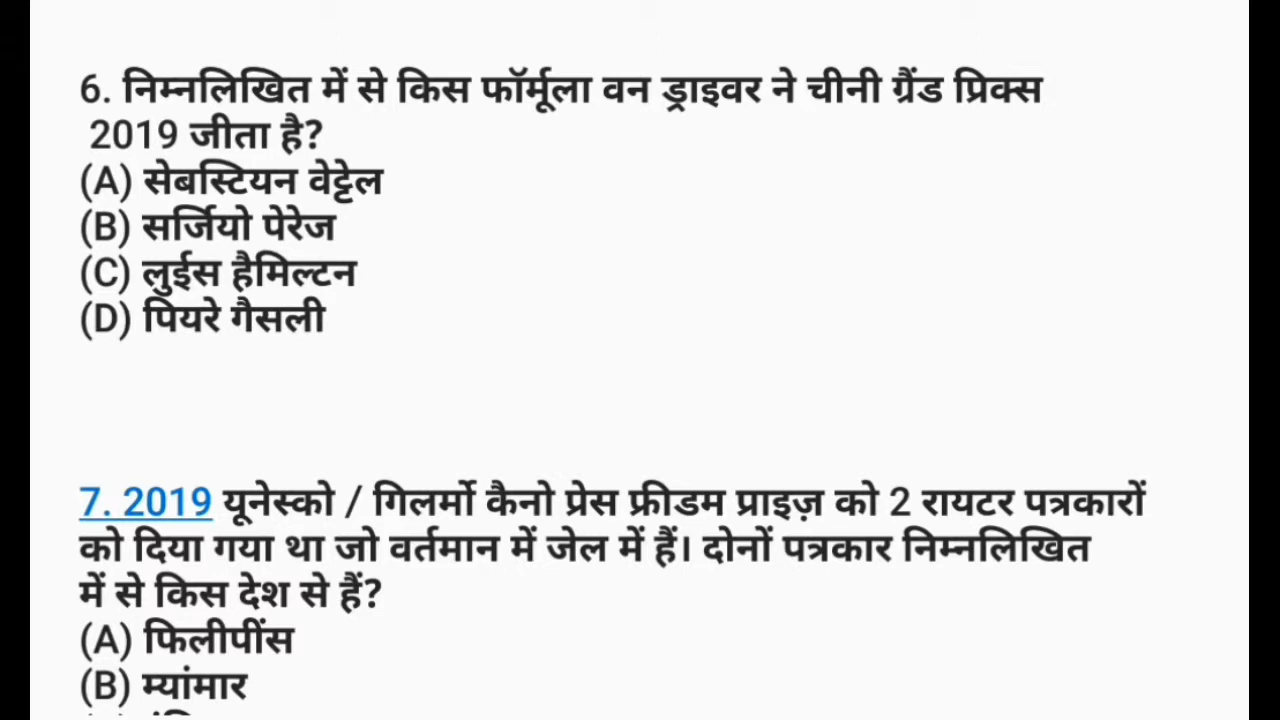 6. निम्नलिखित में से किस फॉर्मूला वन ड्राइवर ने चीनी ग्रैंड प्रिक्स
2019 जीता है?
(A) सेबस्टियन वेट्टेल
(B) सर्जियो पेरेज
(C) लुईस हैमिल्टन
(D) पियरे गैसली
7. 2019 यूनेस्को / गिलर्मो कैनो प्रेस फ्रीडम प्राइज़ को 2 रायटर पत्रकारों
को दिया गया था जो वर्तमान में जेल में हैं। दोनों पत्रकार निम्नलिखित
में से किस देश से हैं?
(A) फिलीपींस
(B) म्यांमार